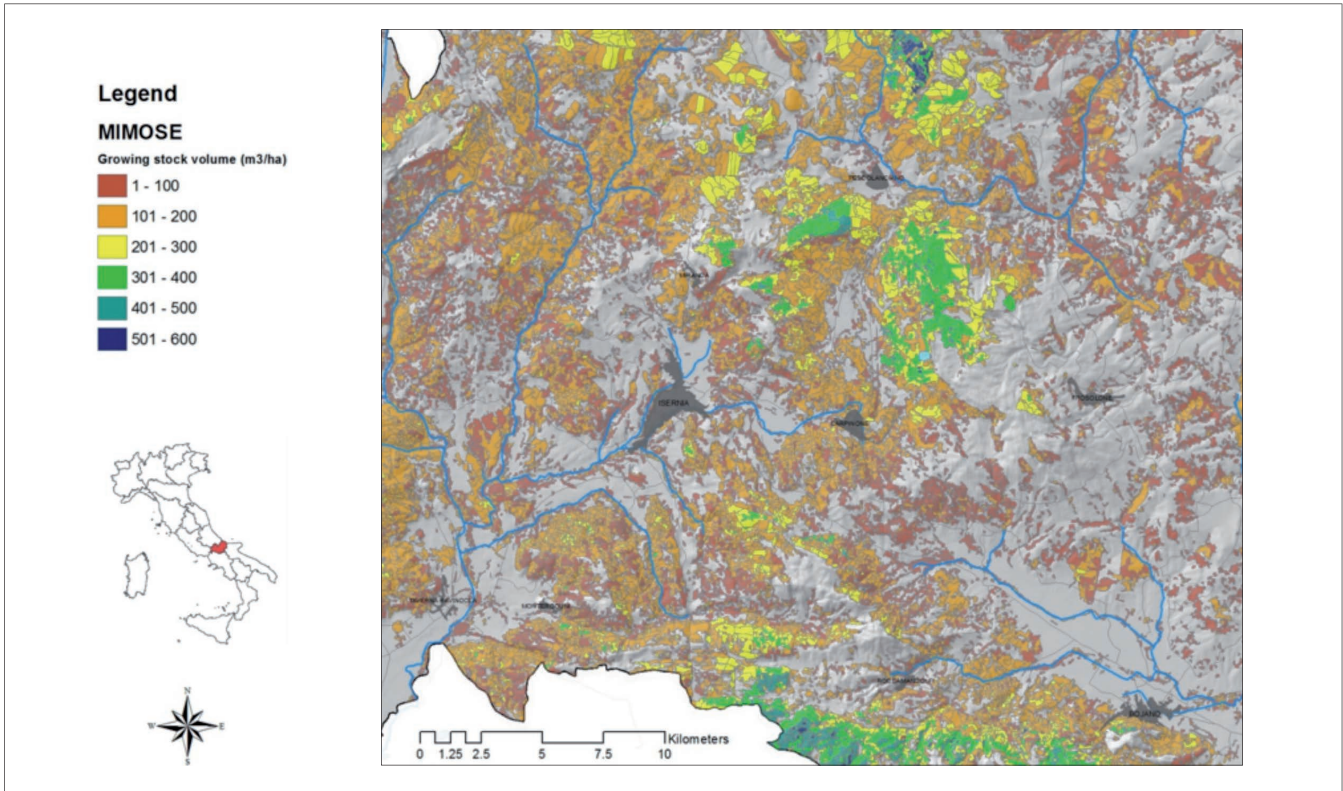 Legend
MIMOSE
Growing stock volume (m3/ha)
1 - 100
101 - 200
201 - 300
301 - 400
401 - 500
501 - 600
N
W
E
S
ISERNIA
BOJANO
0 1.25 2.5 5 7.5 10
Kilometers